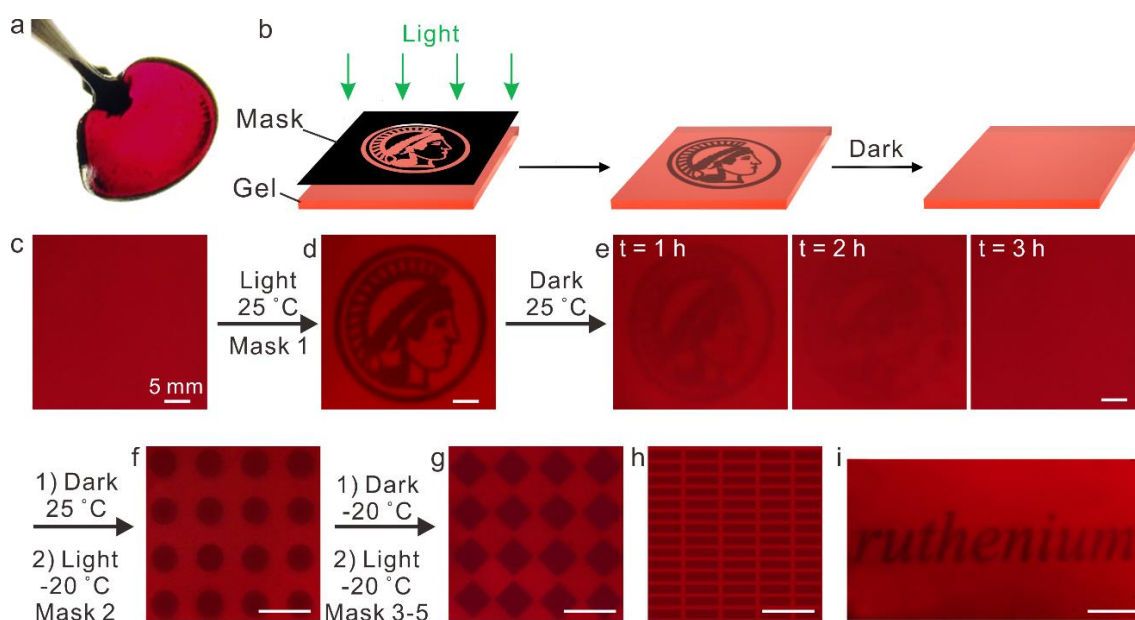 a
b
Light
Mask
Gel
Dark
c
5 mm
Light
25 °C
Mask 1
d
Dark
25 °C
e
t = 1 h
t = 2 h
t = 3 h
1) Dark
25 °C
2) Light
-20 °C
Mask 2
f
1) Dark
-20 °C
2) Light
-20 °C
Mask 3-5
g
h
i
ruthenium